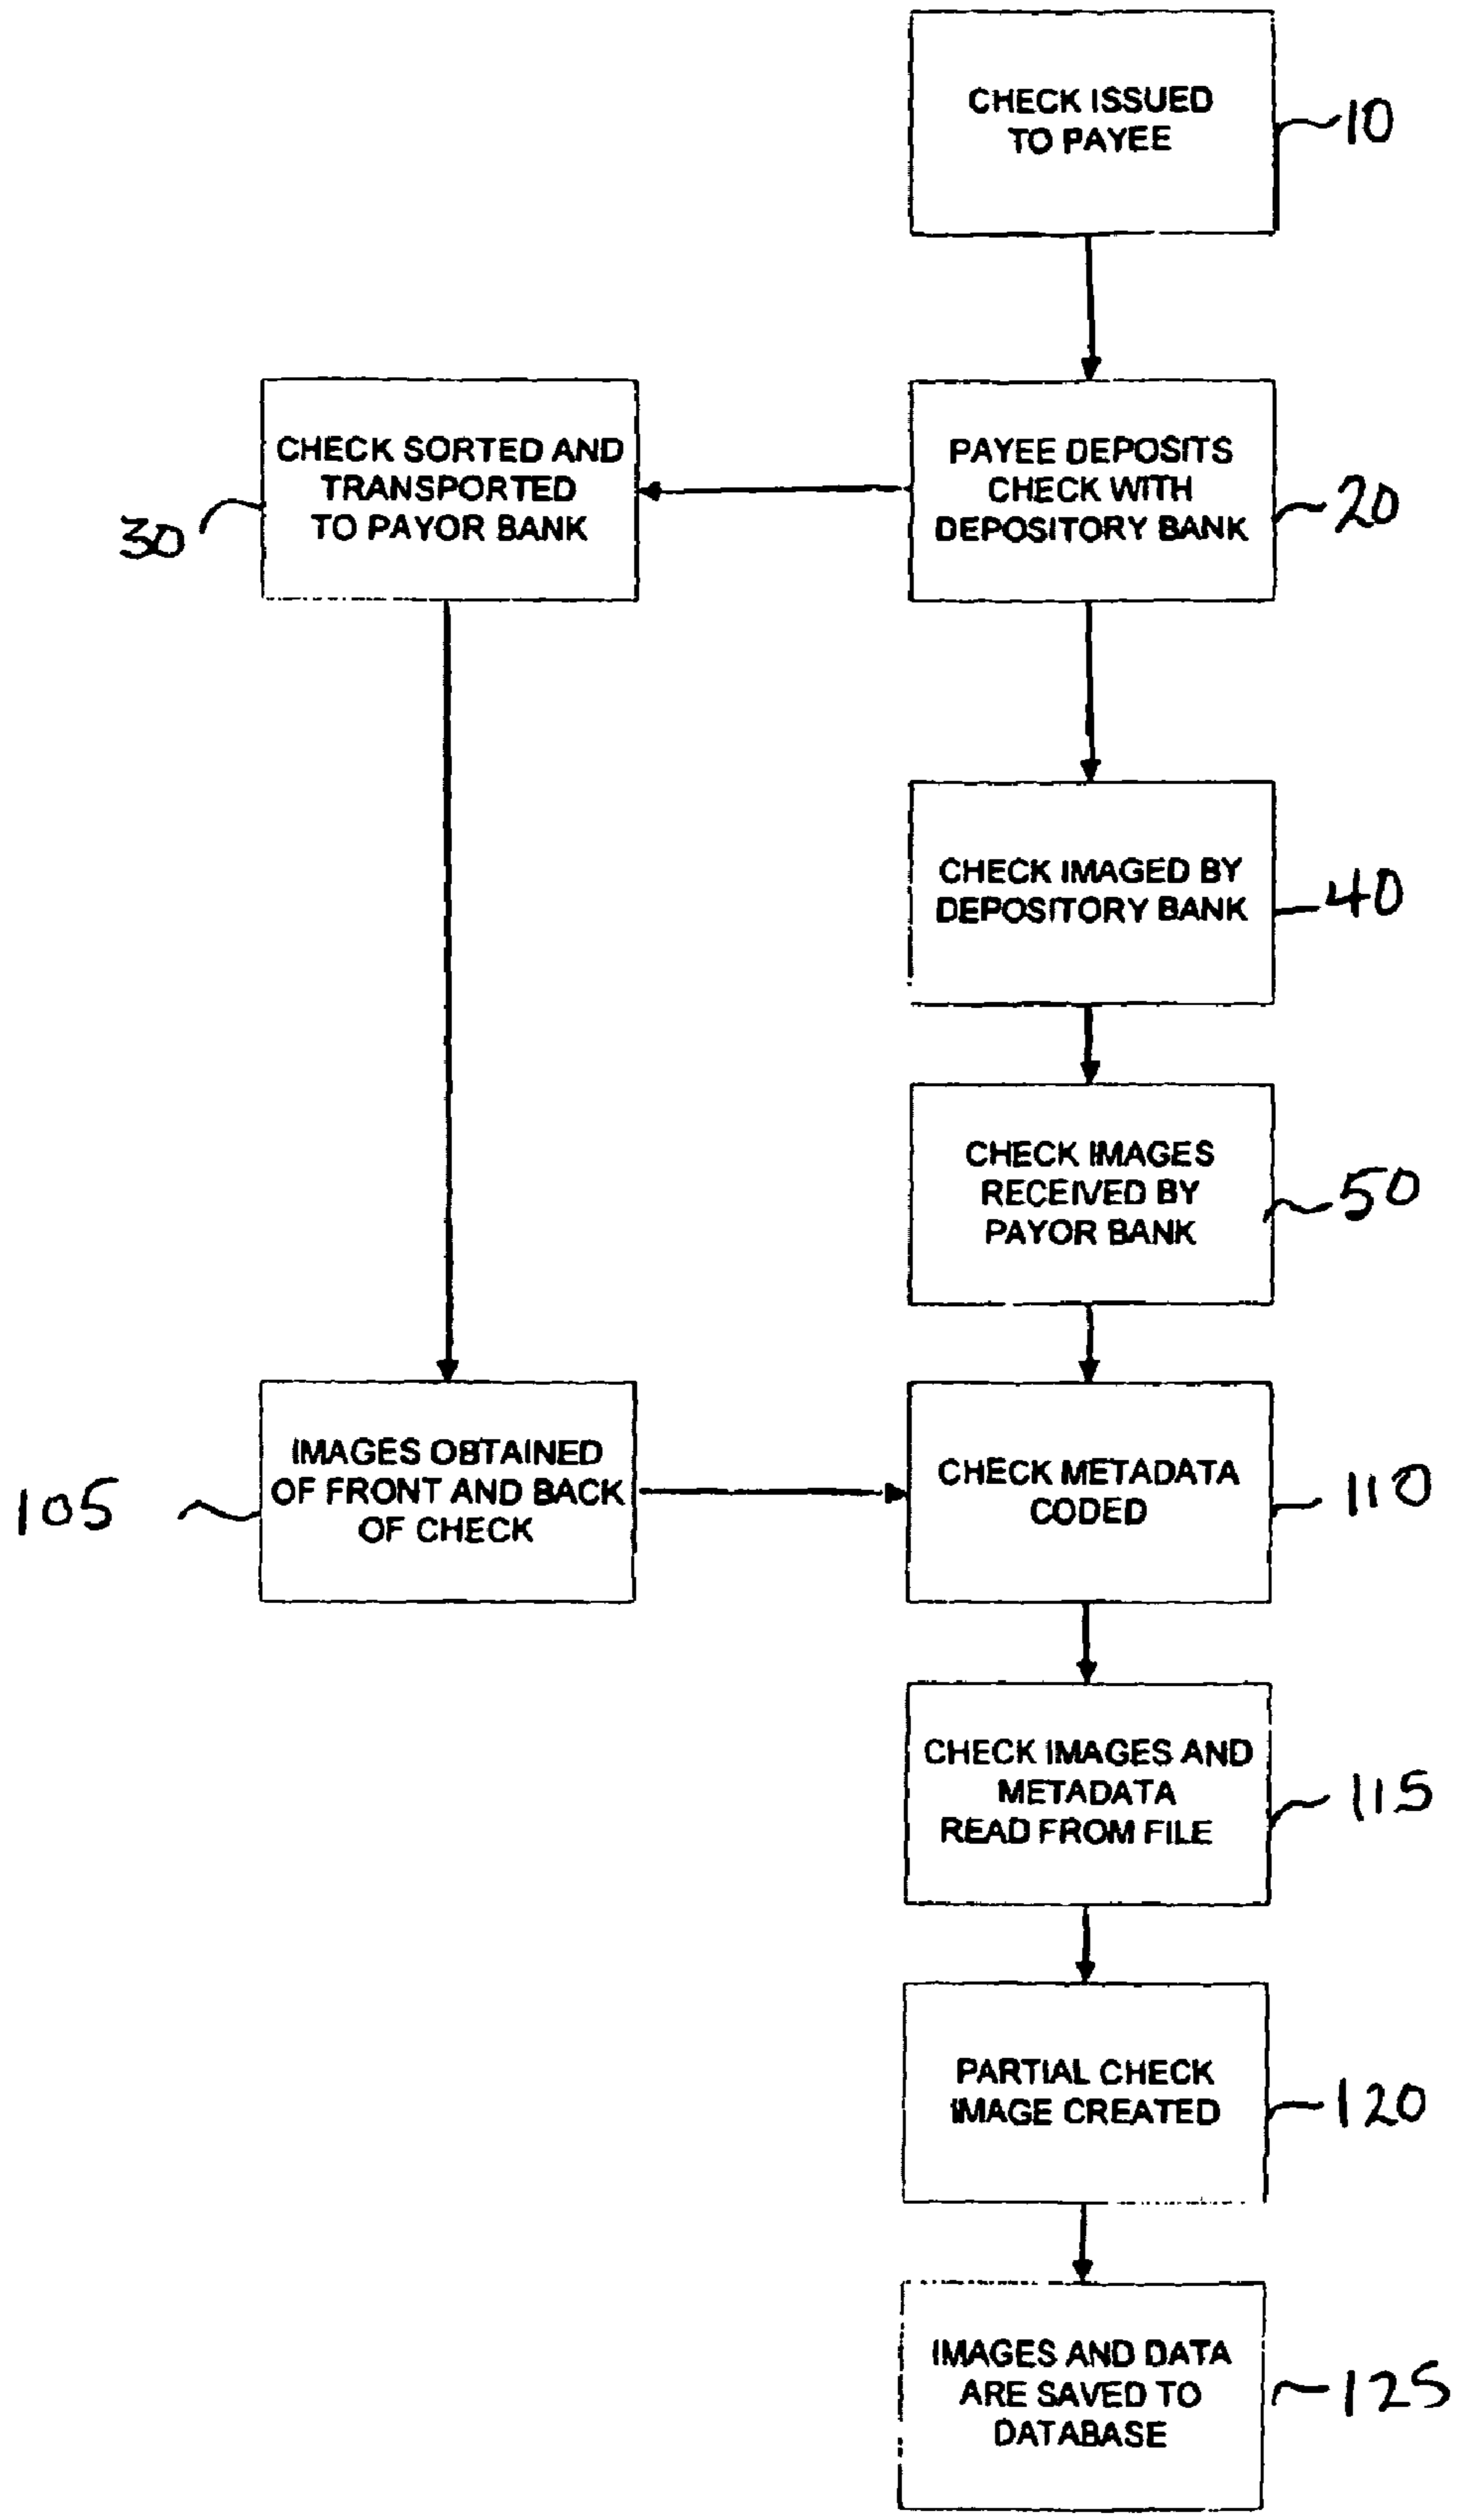 CHECK ISSUED
TO PAYEE
10
CHECK SORTED AND
TRANSPORTED
TO PAYOR BANK
30
PAYEE DEPOSITS
CHECK WITH
DEPOSITORY BANK
20
CHECK IMAGED BY
DEPOSITORY BANK
40
CHECK IMAGES
RECEIVED BY
PAYOR BANK
50
IMAGES OBTAINED
OF FRONT AND BACK
OF CHECK
105
CHECK METADATA
CODED
110
CHECK IMAGES AND
METADATA
READ FROM FILE
115
PARTIAL CHECK
IMAGE CREATED
120
IMAGES AND DATA
ARE SAVED TO
DATABASE
125